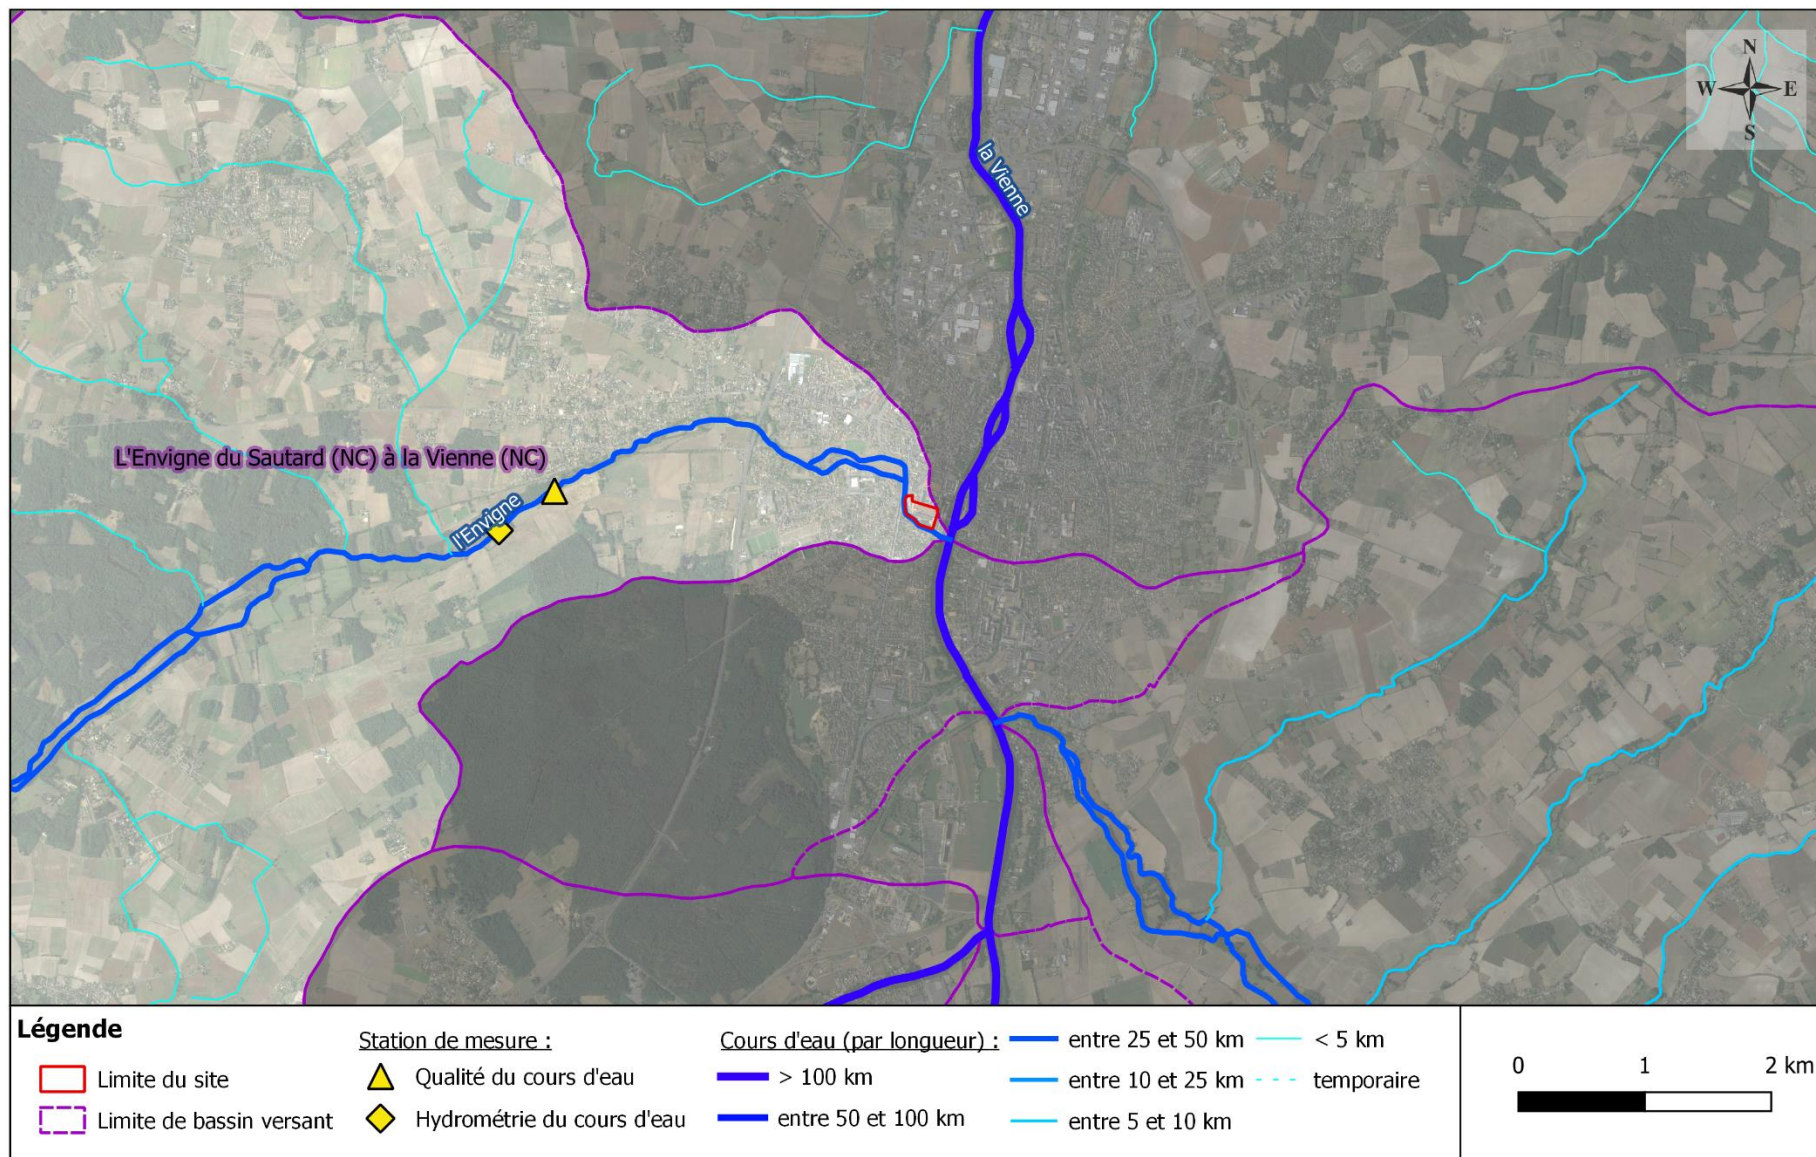 N
W E
S
la Vienne
L'Envigne du Sautard (NC) à la Vienne (NC)
l'Envigne
Légende
Limite du site
Limite de bassin versant
Station de mesure :
Qualité du cours d'eau
Hydrométrie du cours d'eau
Cours d'eau (par longueur) :
> 100 km
entre 50 et 100 km
entre 25 et 50 km
entre 10 et 25 km
entre 5 et 10 km
< 5 km
temporaire
0 1 2 km